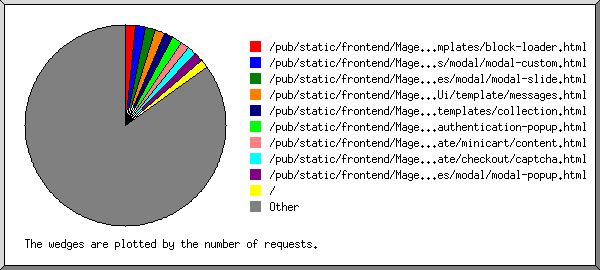 /pub/static/frontend/Mage...mplates/block-loader.html
/pub/static/frontend/Mage...s/modal/modal-custom.html
/pub/static/frontend/Mage...es/modal/modal-slide.html
/pub/static/frontend/Mage...Ui/template/messages.html
/pub/static/frontend/Mage...templates/collection.html
/pub/static/frontend/Mage...authentication-popup.html
/pub/static/frontend/Mage...ate/minicart/content.html
/pub/static/frontend/Mage...ate/checkout/captcha.html
/pub/static/frontend/Mage...es/modal/modal-popup.html
/
Other
The wedges are plotted by the number of requests.